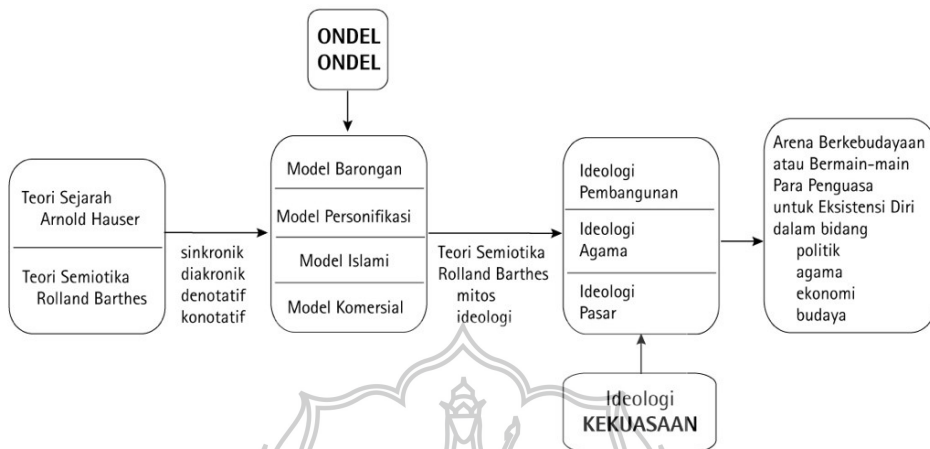 ONDEL
ONDEL
Teori Sejarah
Arnold Hauser
Teori Semiotika
Rolland Barthes
sinkronik
diakronik
denotatif
konotatif
Model Barongan
Model Personifikasi
Model Islami
Model Komersial
Teori Semiotika
Rolland Barthes
mitos
ideologi
Ideologi
Pembangunan
Ideologi
Agama
Ideologi
Pasar
Ideologi
KEKUASAAN
Arena Berkebudayaan
atau Bermain-main
Para Penguasa
untuk Eksistensi Diri
dalam bidang
politik
agama
ekonomi
budaya